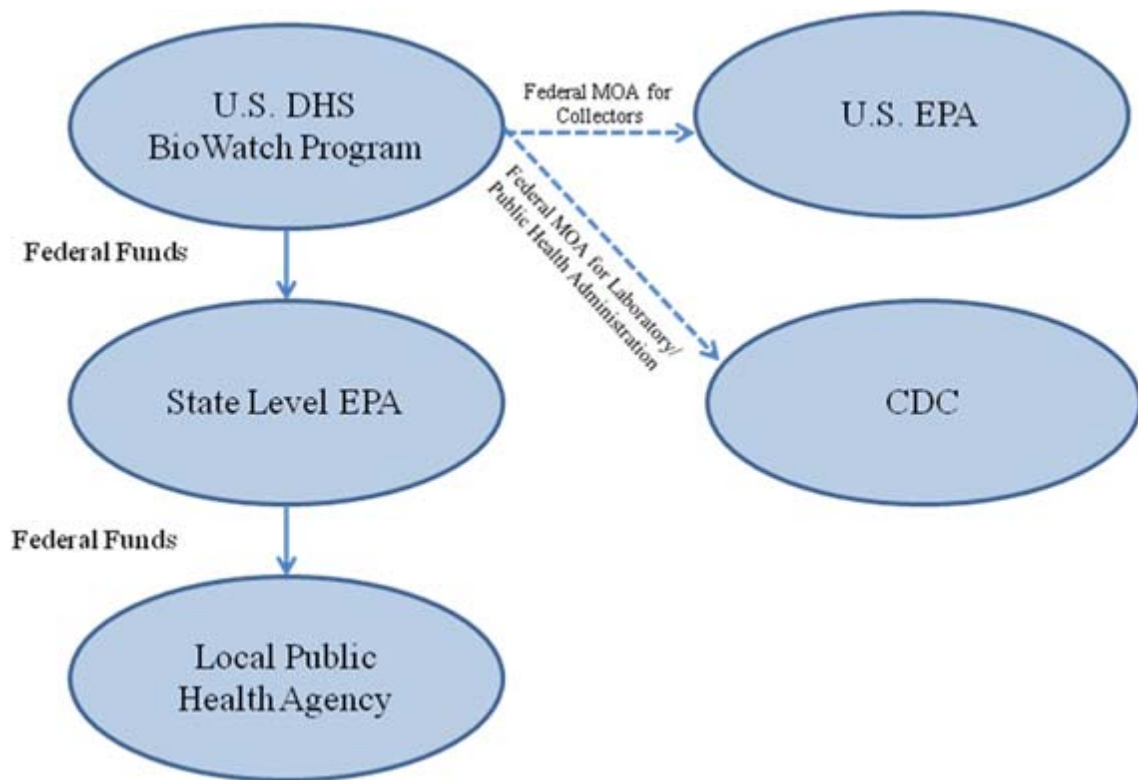 U.S. DHS
BioWatch Program
Federal MOA for
Collectors
U.S. EPA
Federal MOA for Laboratory/
Public Health Administration
Federal Funds
State Level EPA
CDC
Federal Funds
Local Public
Health Agency